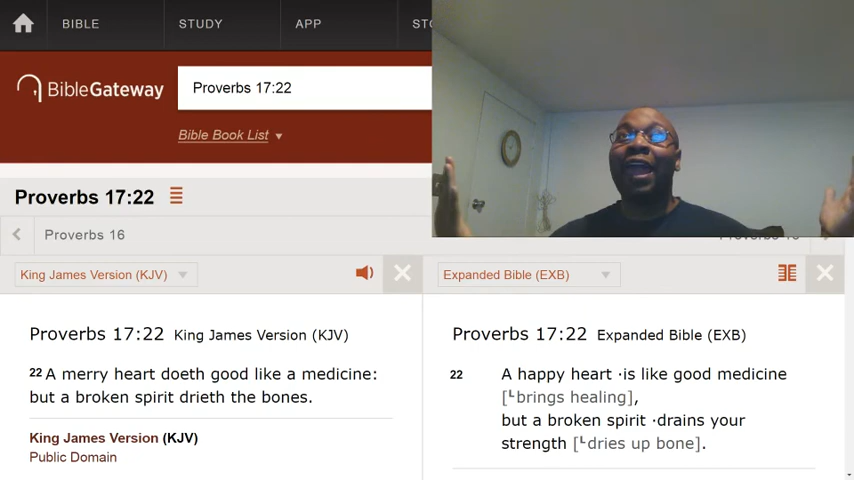 BIBLE STUDY APP STO
BibleGateway
Proverbs 17:22
Bible Book List
Proverbs 17:22
Proverbs 16
King James Version (KJV)
Expanded Bible (EXB)
Proverbs 17:22 King James Version (KJV)
22 A merry heart doeth good like a medicine:
but a broken spirit drieth the bones.
King James Version (KJV)
Public Domain
Proverbs 17:22 Expanded Bible (EXB)
22 A happy heart ·is like good medicine
[ᴸbrings healing],
but a broken spirit ·drains your
strength [ᴸdries up bone].